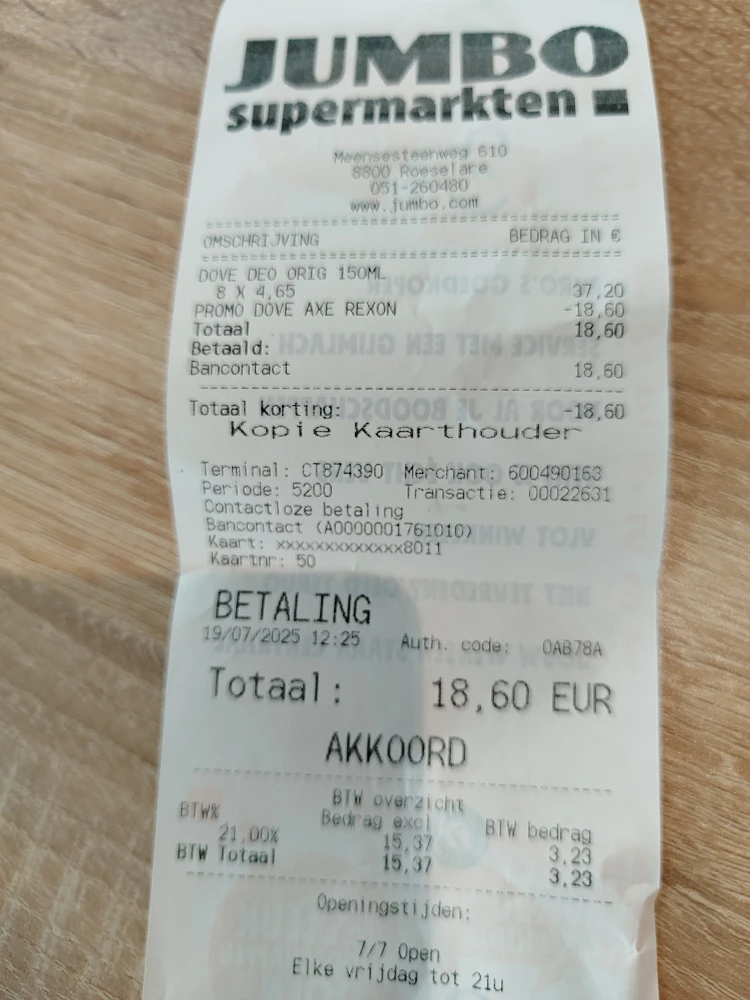 JUMBO
supermarkten
Meensesteenweg 610
8800 Roeselare
051-260480
www.jumbo.com
OMSCHRIJVING BEDRAG IN €
DOVE DEO ORIG 150ML
8 X 4,65 37,20
PROMO DOVE AXE REXON -18,60
Totaal 18,60
Betaald:
Bancontact 18,60
Totaal korting: -18,60
Kopie Kaarthouder
Terminal: CT874390 Merchant: 600490163
Periode: 5200 Transactie: 00022631
Contactloze betaling
Bancontact (A0000001761010)
Kaart: xxxxxxxxxxxxx8011
Kaartnr: 50
BETALING
19/07/2025 12:25 Auth. code: 0AB78A
Totaal: 18,60 EUR
AKKOORD
BTW overzicht
BTW% Bedrag excl BTW bedrag
21,00% 15,37 3,23
BTW Totaal 15,37 3,23
Openingstijden:
7/7 Open
Elke vrijdag tot 21u